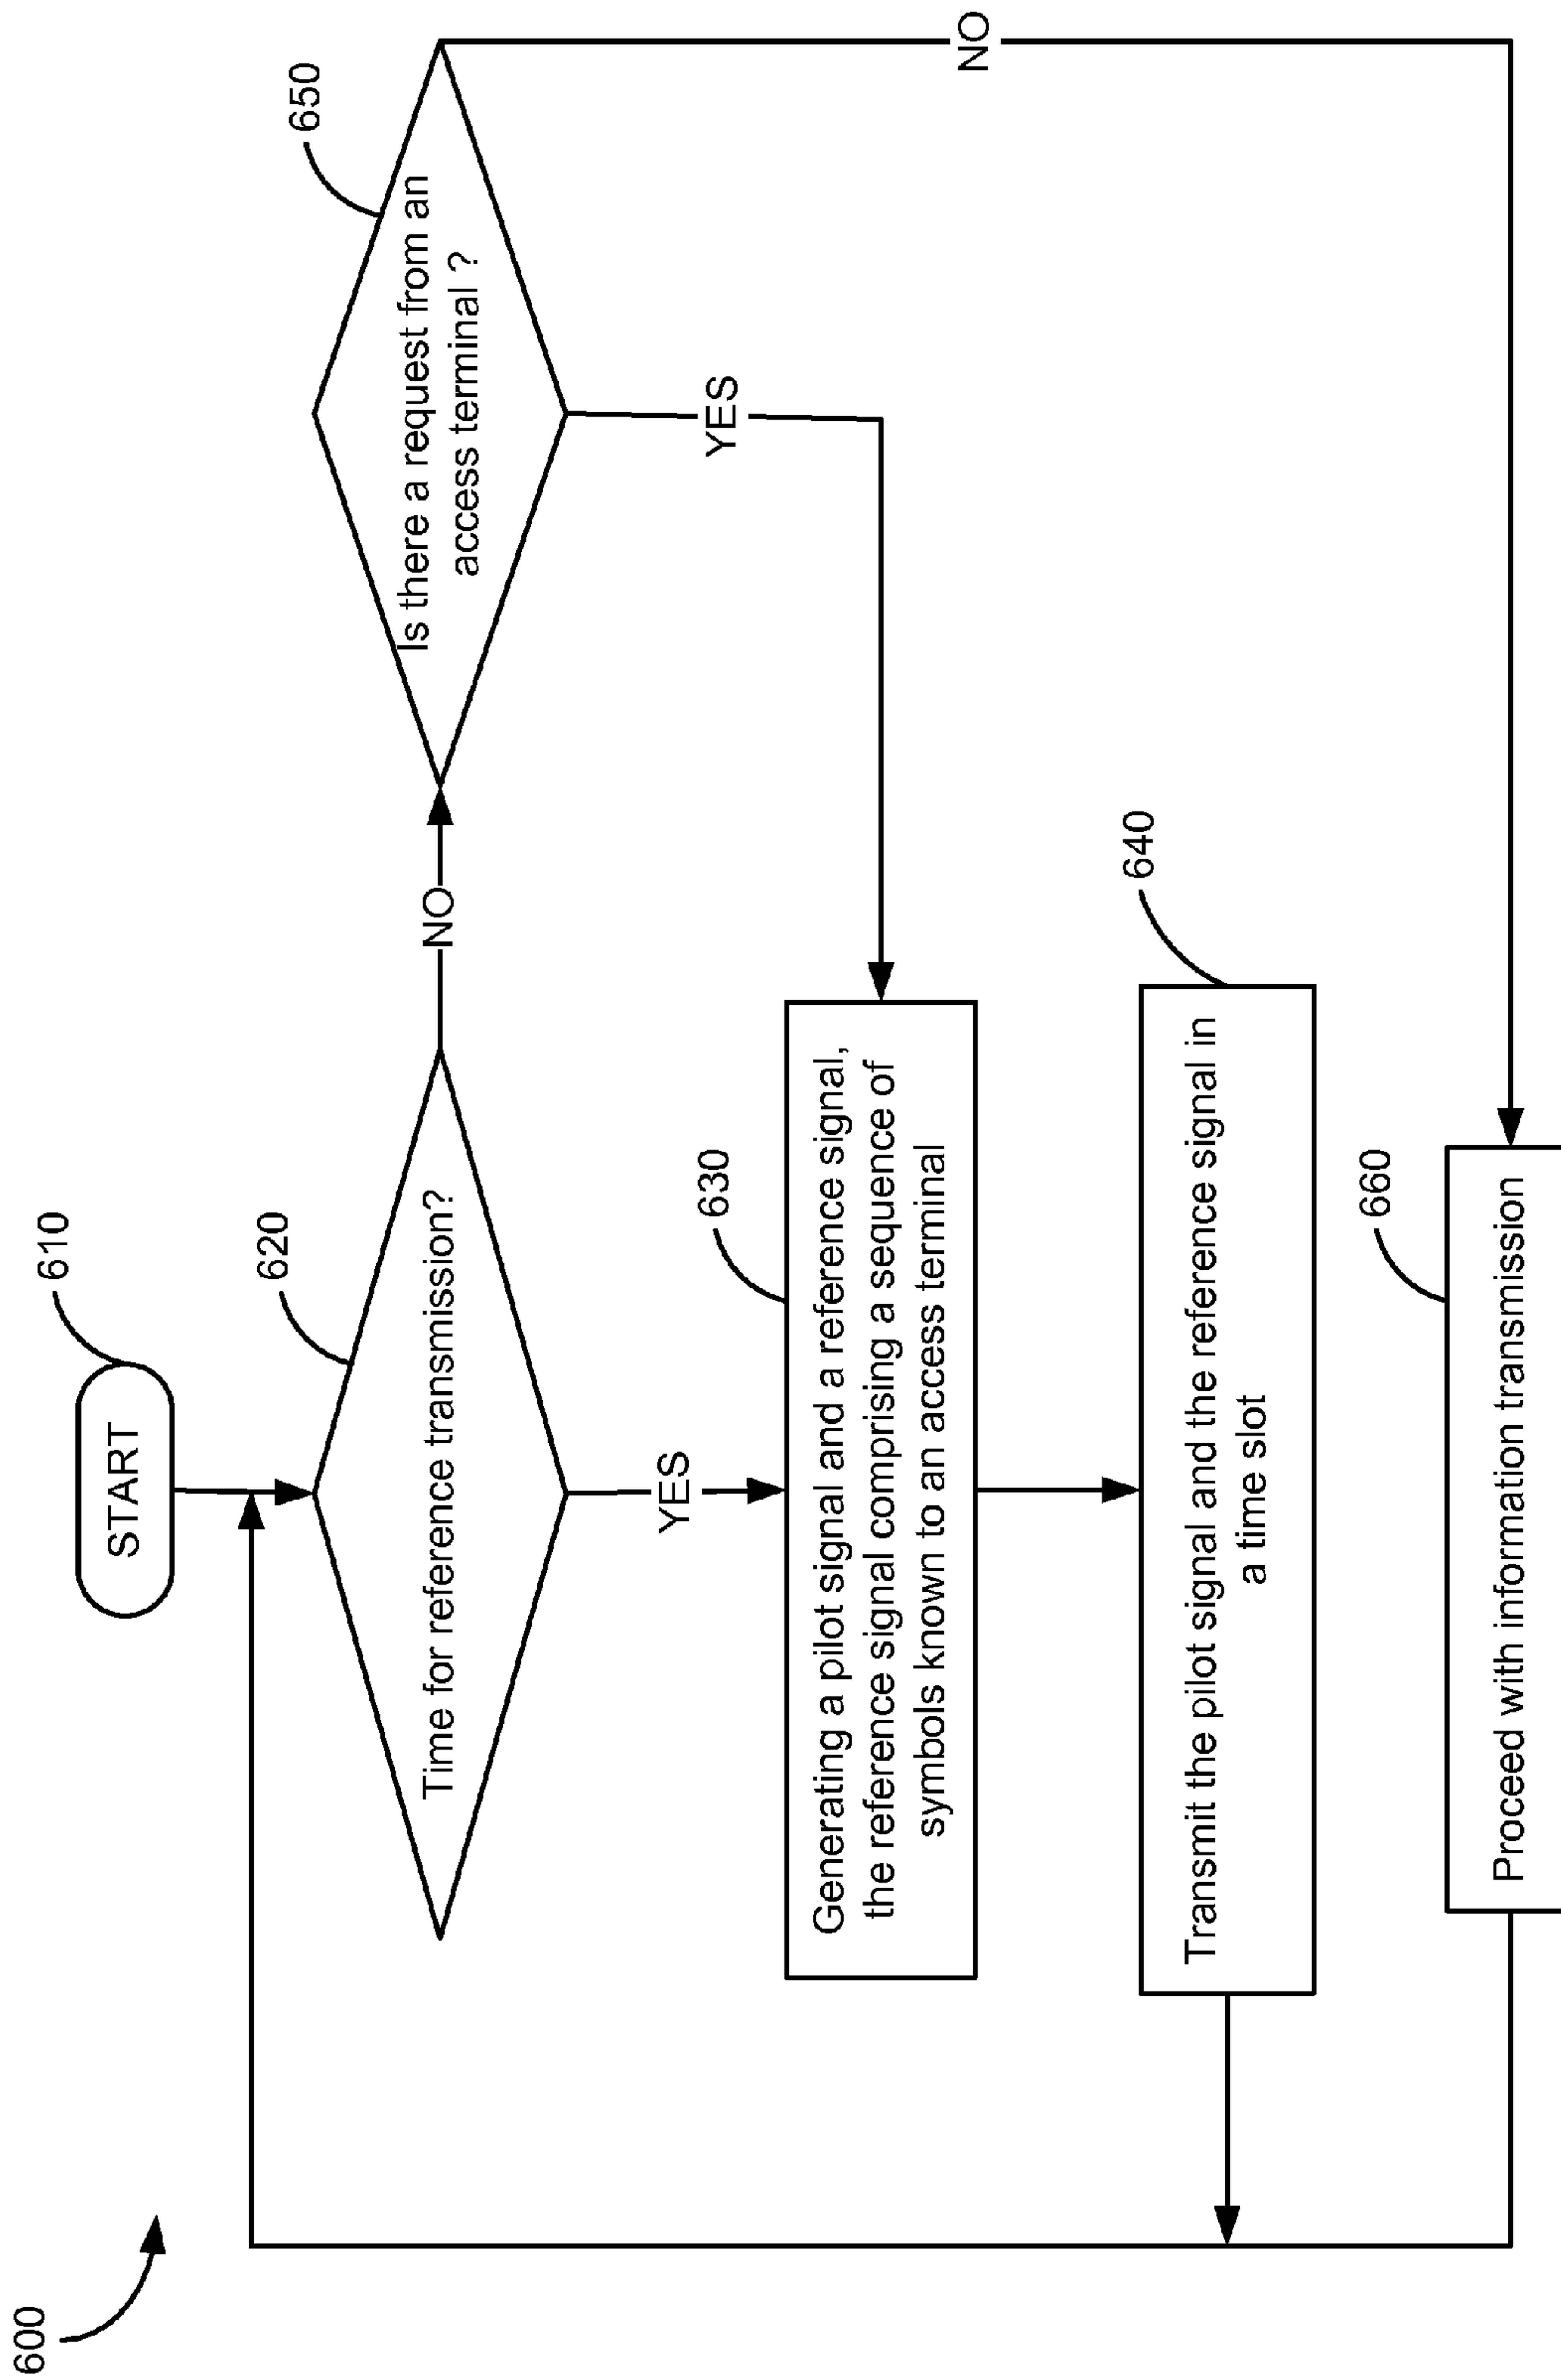 600
START
610
Time for reference transmission?
620
NO
Is there a request from an
access terminal ?
650
YES
YES
NO
Generating a pilot signal and a reference signal,
the reference signal comprising a sequence of
symbols known to an access terminal
630
Transmit the pilot signal and the reference signal in
a time slot
640
Proceed with information transmission
660